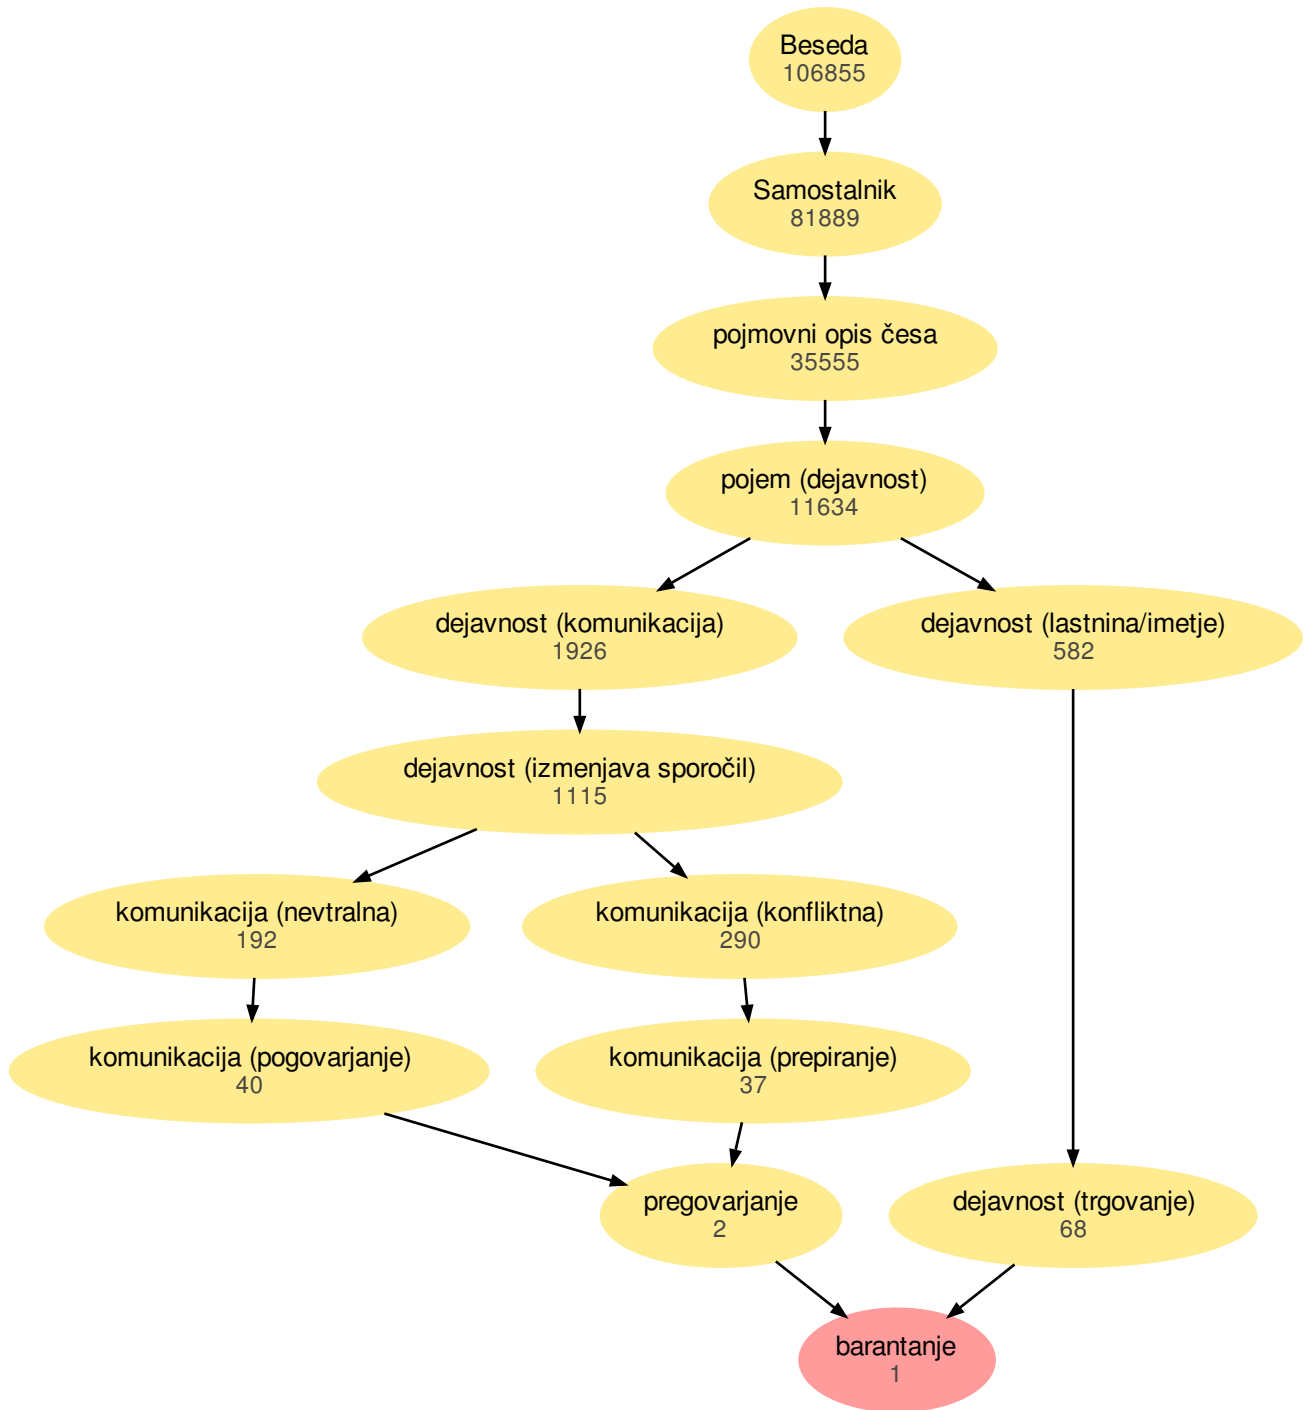 Beseda
106855
Samostalnik
81889
pojmovni opis česa
35555
pojem (dejavnost)
11634
dejavnost (komunikacija)
1926
dejavnost (lastnina/imetje)
582
dejavnost (izmenjava sporočil)
1115
komunikacija (nevtralna)
192
komunikacija (konfliktna)
290
komunikacija (pogovarjanje)
40
komunikacija (prepiranje)
37
pregovarjanje
2
dejavnost (trgovanje)
68
barantanje
1